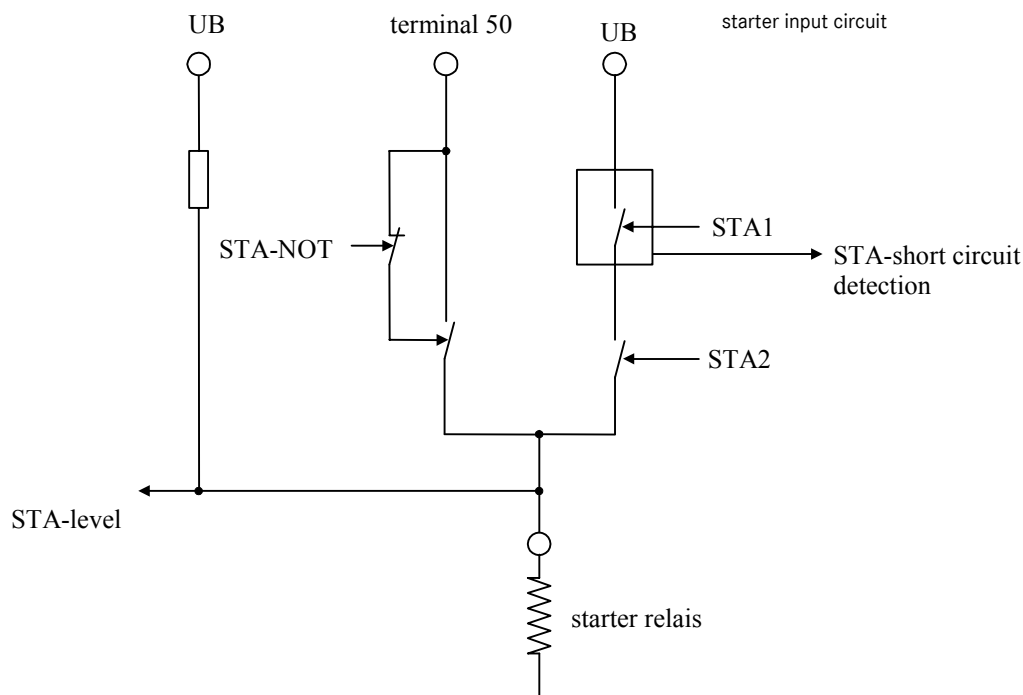 UB
terminal 50
UB
starter input circuit
STA-NOT
STA1
STA-short circuit
detection
STA2
STA-level
starter relais